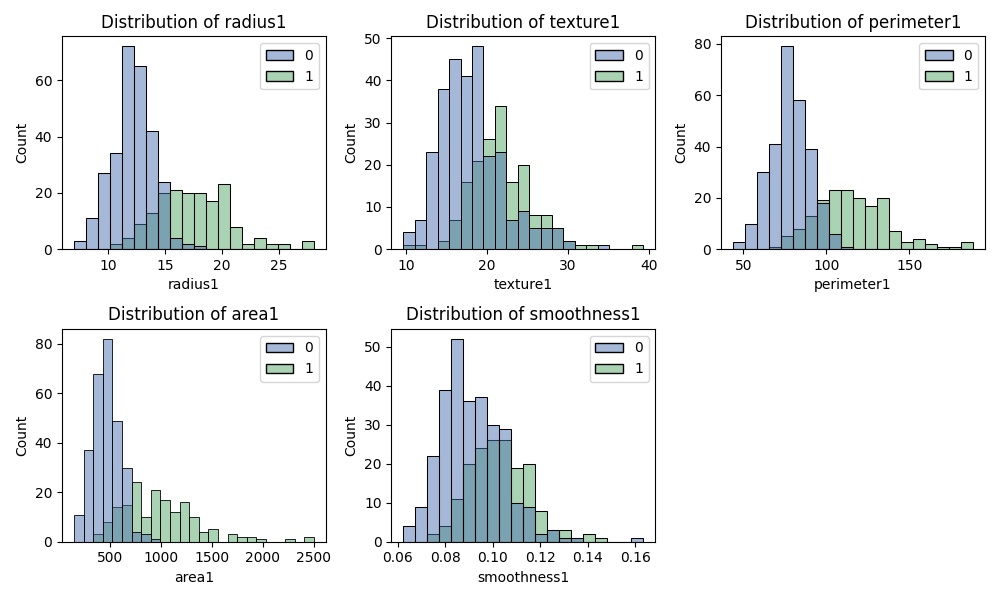 Distribution of radius1
Count
60
40
20
0
10 15 20 25
radius1
0
1
Distribution of texture1
Count
50
40
30
20
10
0
10 20 30 40
texture1
0
1
Distribution of perimeter1
Count
80
60
40
20
0
50 100 150
perimeter1
0
1
Distribution of area1
Count
80
60
40
20
0
500 1000 1500 2000 2500
area1
0
1
Distribution of smoothness1
Count
50
40
30
20
10
0
0.06 0.08 0.10 0.12 0.14 0.16
smoothness1
0
1